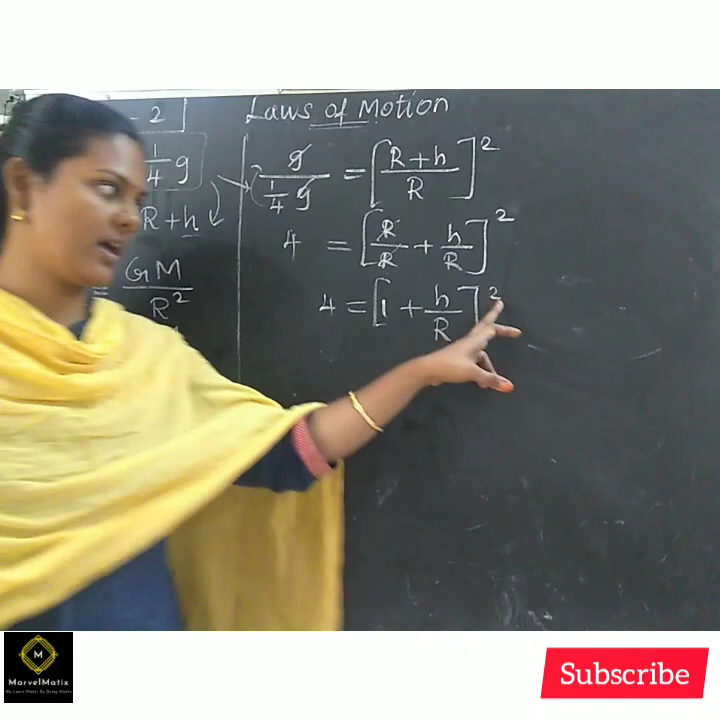 - 2]
Laws of Motion
1/4 g
R + h
= GM/R²
g / (1/4 g) = [(R + h)/R]²
4 = [R/R + h/R]²
4 = [1 + h/R]²
M
MarvelMatix
Subscribe